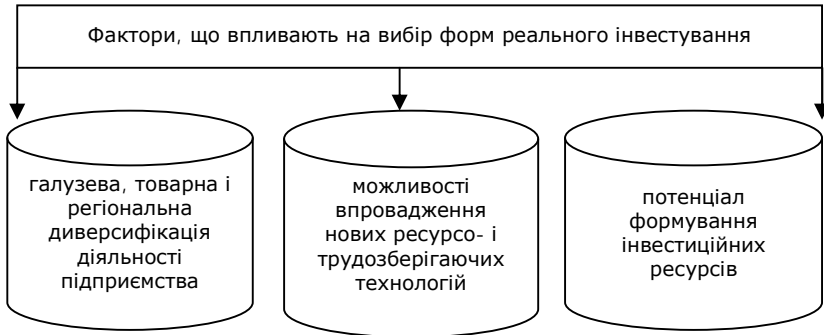 Фактори, що впливають на вибір форм реального інвестування
галузева, товарна і
регіональна
диверсифікація
діяльності
підприємства
можливості
впровадження
нових ресурсо- і
трудозберігаючих
технологій
потенціал
формування
інвестиційних
ресурсів